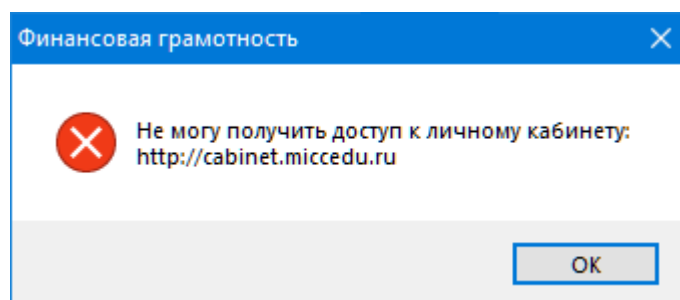 Финансовая грамотность
Не могу получить доступ к личному кабинету:
http://cabinet.miccedu.ru
OK